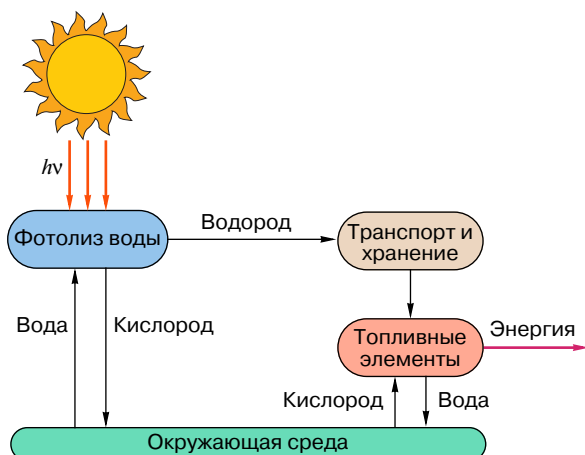 hν
Водород
Фотолиз воды
Транспорт и
хранение
Вода
Кислород
Топливные
элементы
Энергия
Кислород
Вода
Окружающая среда